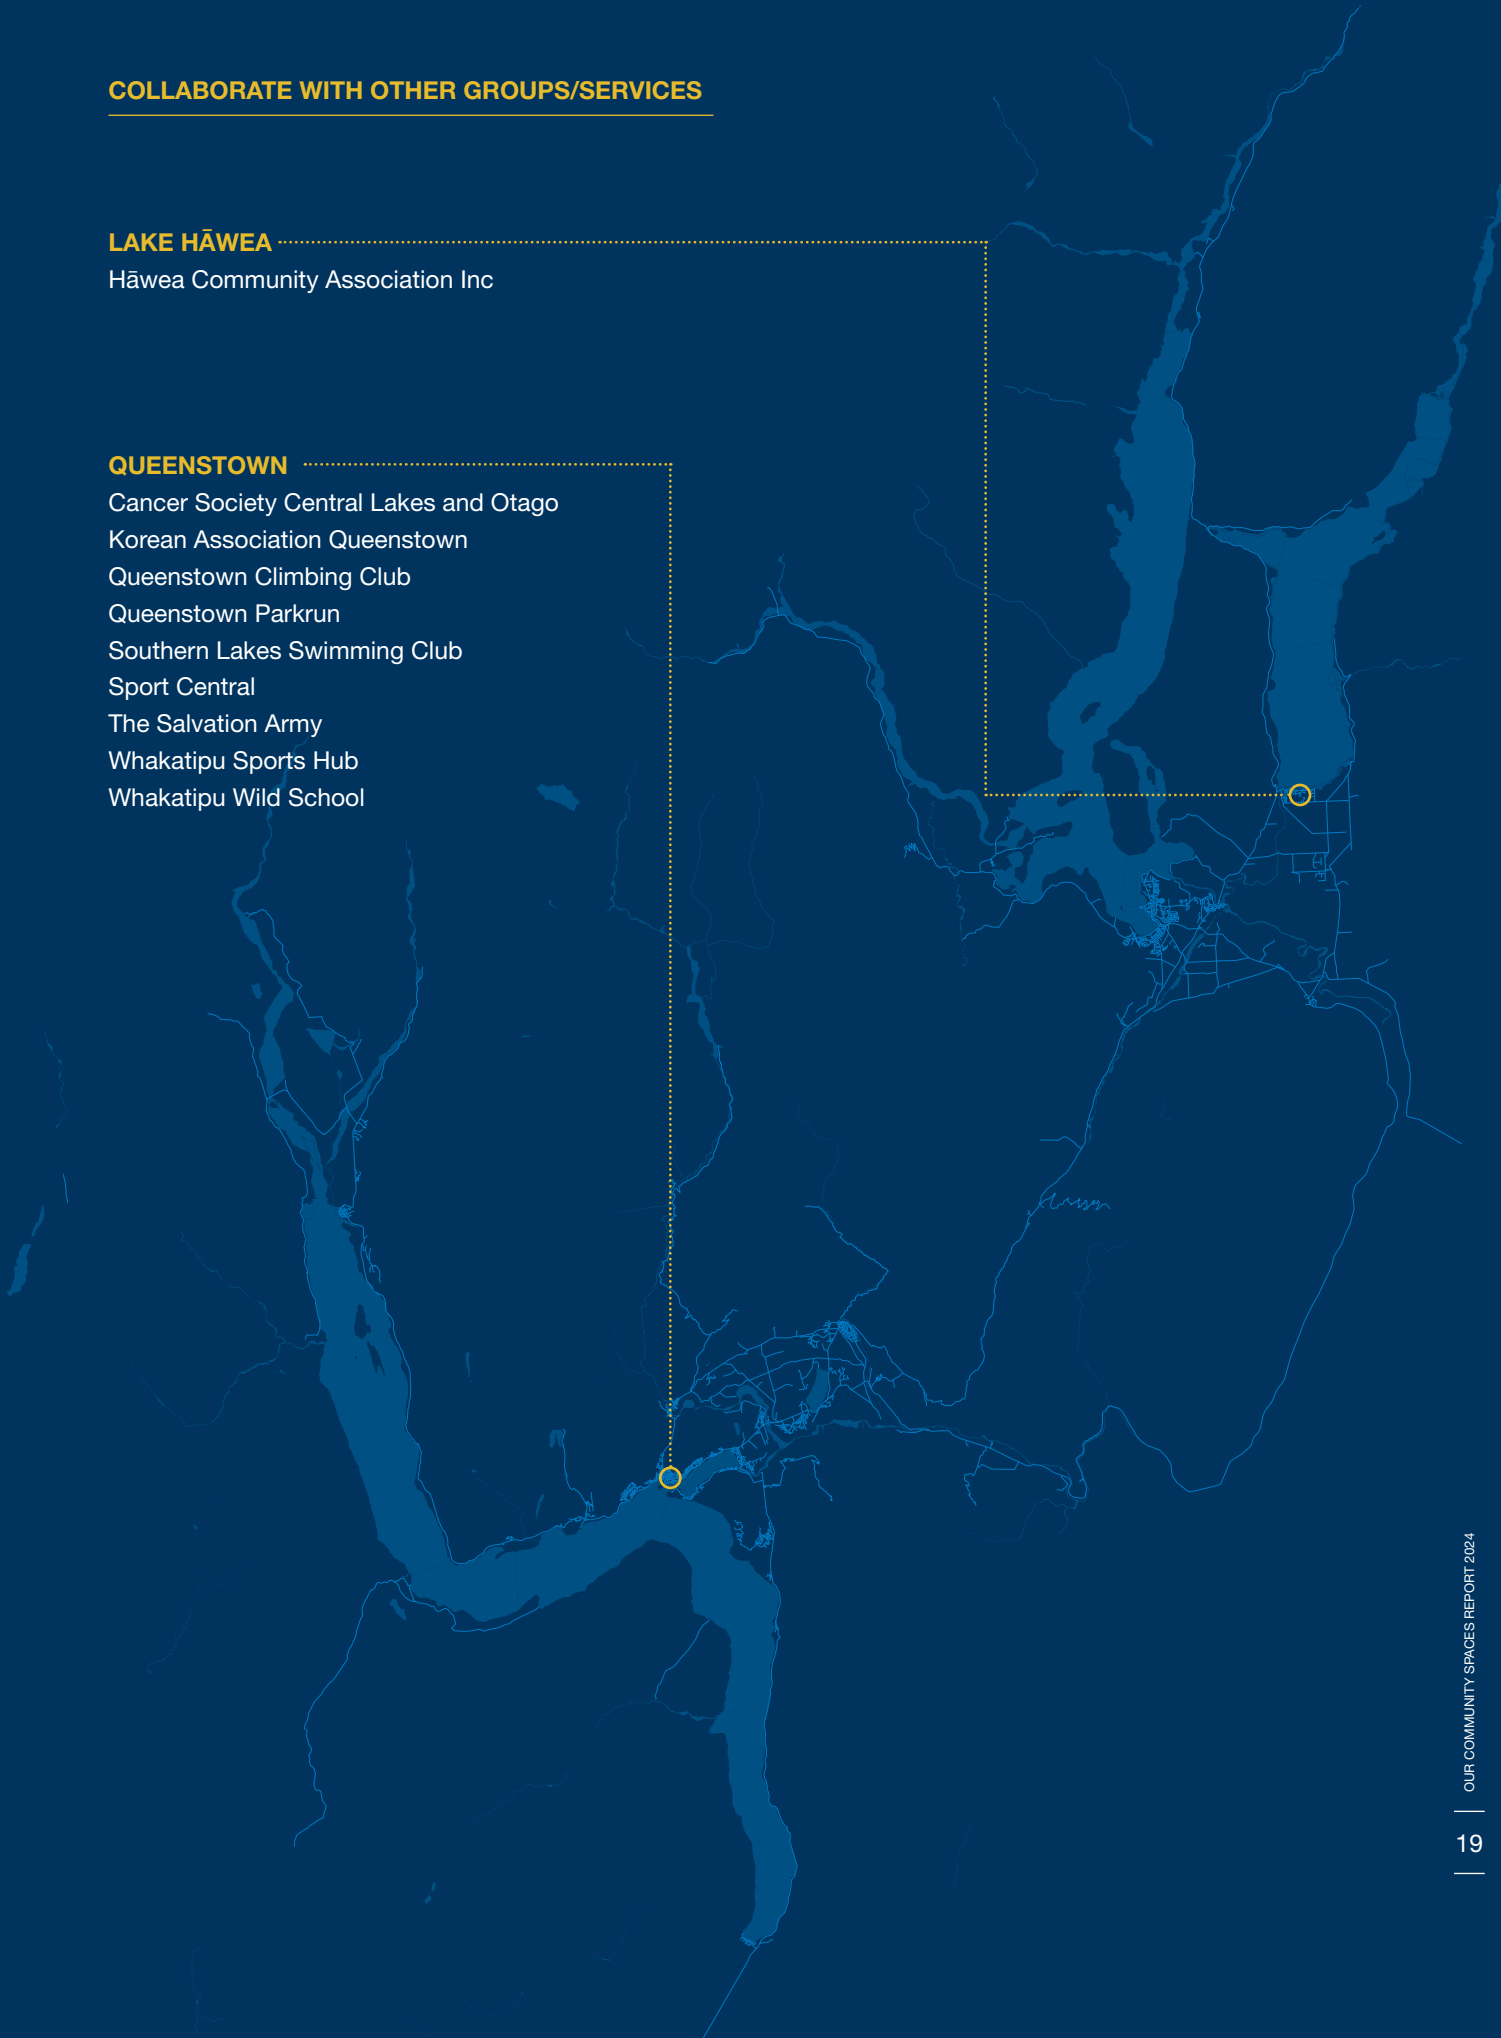 COLLABORATE WITH OTHER GROUPS/SERVICES
LAKE HĀWEA
Hāwea Community Association Inc
QUEENSTOWN
Cancer Society Central Lakes and Otago
Korean Association Queenstown
Queenstown Climbing Club
Queenstown Parkrun
Southern Lakes Swimming Club
Sport Central
The Salvation Army
Whakatipu Sports Hub
Whakatipu Wild School
OUR COMMUNITY SPACES REPORT 2024
19